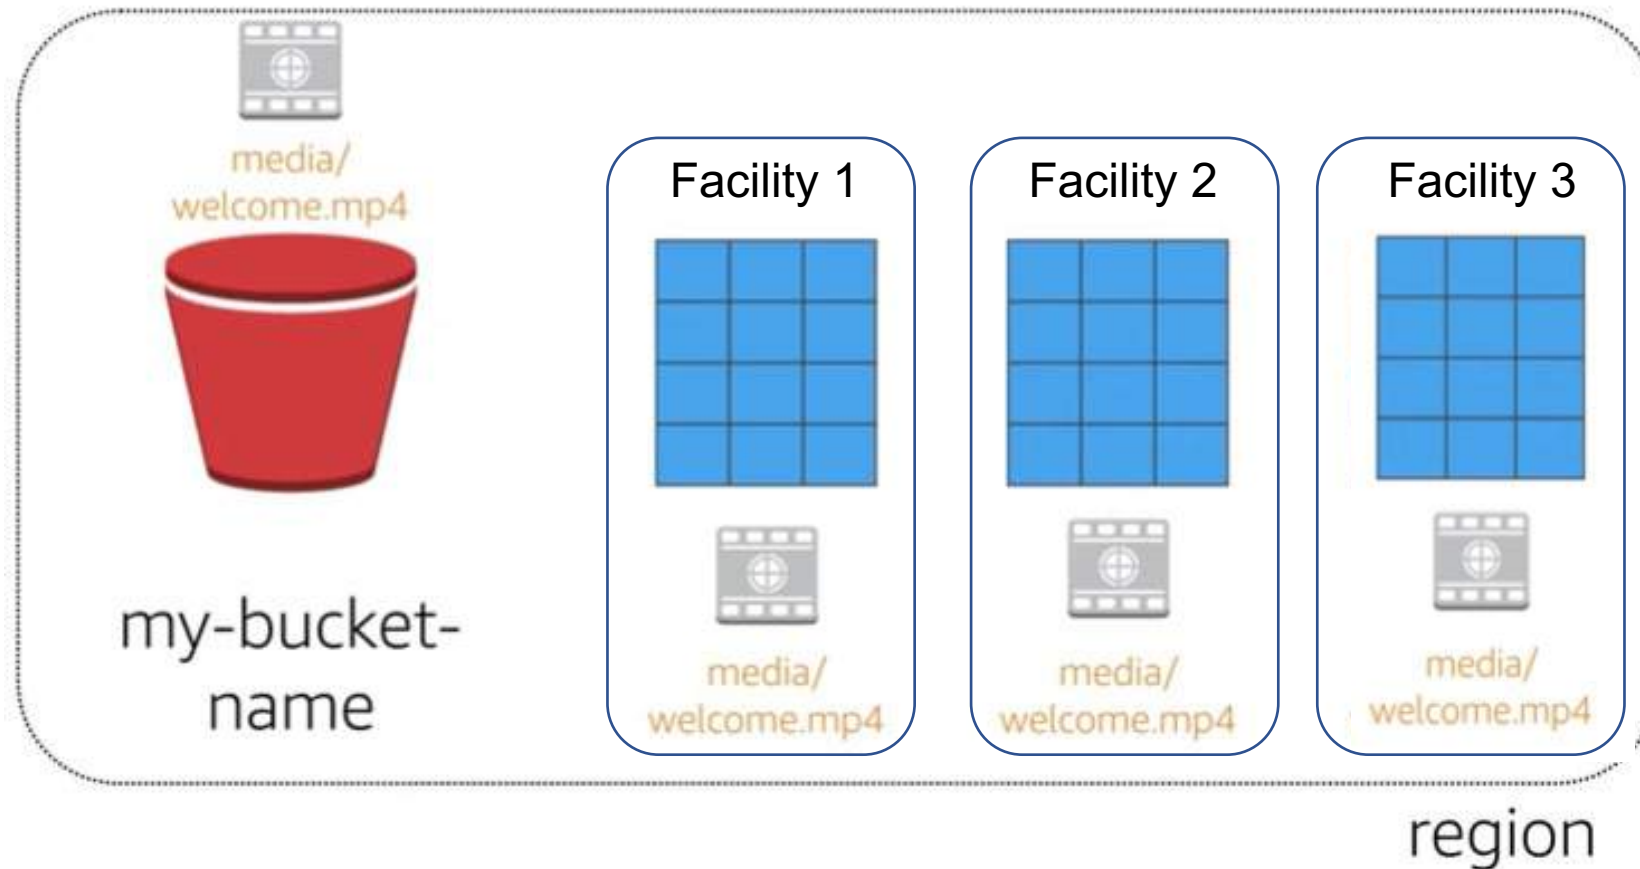 media/
welcome.mp4
my-bucket-
name
Facility 1
media/
welcome.mp4
Facility 2
media/
welcome.mp4
Facility 3
media/
welcome.mp4
region